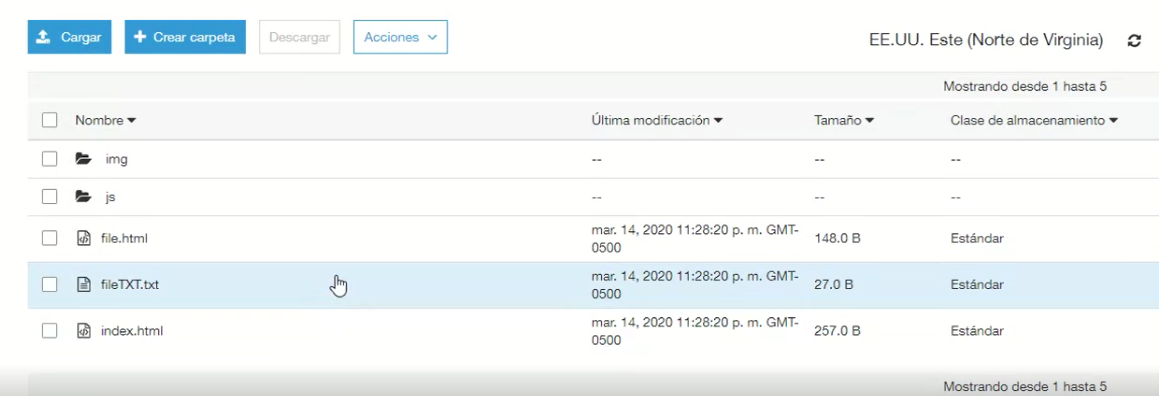 Cargar + Crear carpeta Descargar Acciones EE.UU. Este (Norte de Virginia)
Mostrando desde 1 hasta 5
Nombre Última modificación Tamaño Clase de almacenamiento
img -- -- --
js -- -- --
file.html mar. 14, 2020 11:28:20 p. m. GMT-
0500 148.0 B Estándar
fileTXT.txt mar. 14, 2020 11:28:20 p. m. GMT-
0500 27.0 B Estándar
index.html mar. 14, 2020 11:28:20 p. m. GMT-
0500 257.0 B Estándar
Mostrando desde 1 hasta 5